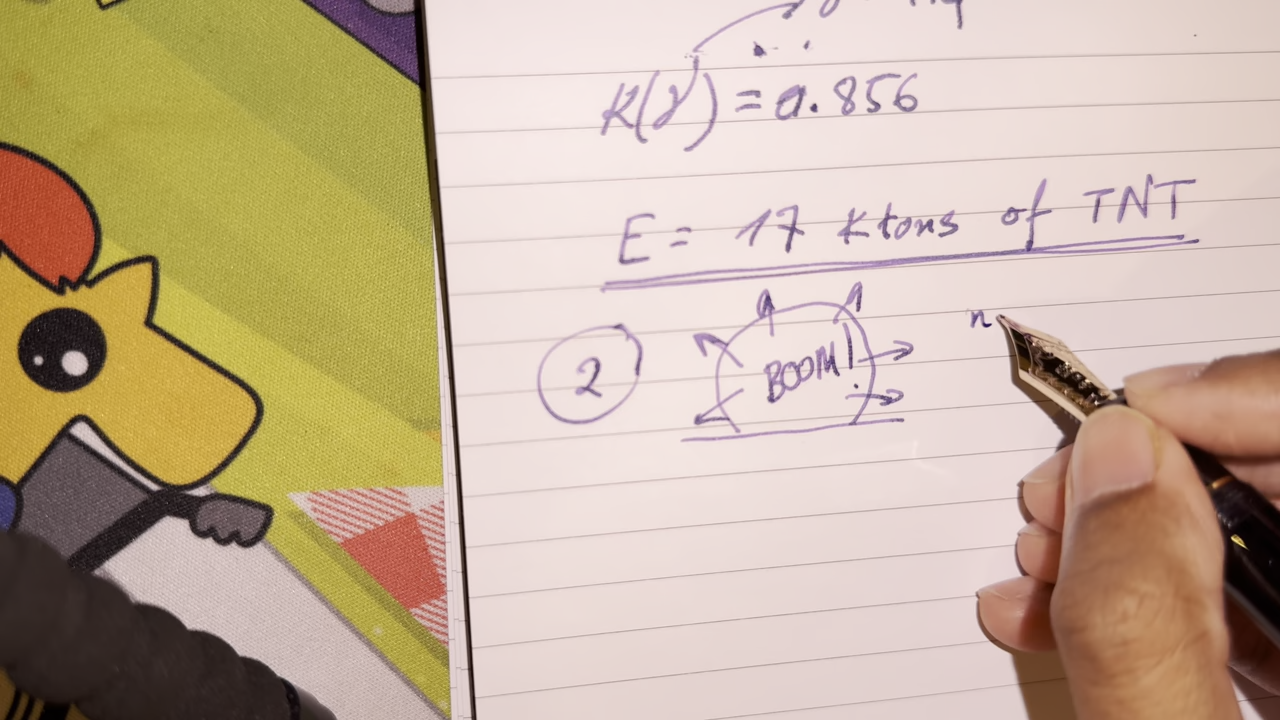 K(γ) = 0.856
E = 17 Ktons of TNT
2 BOOM! n